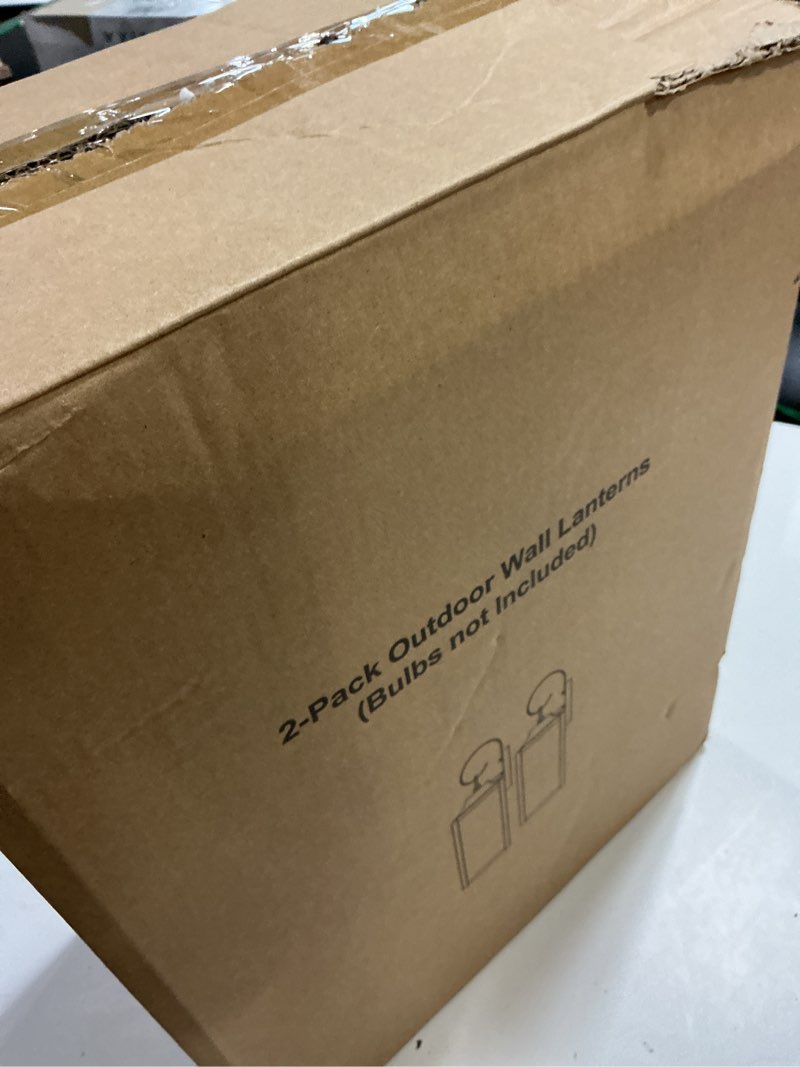 2-Pack Outdoor Wall Lanterns
(Bulbs not Included)